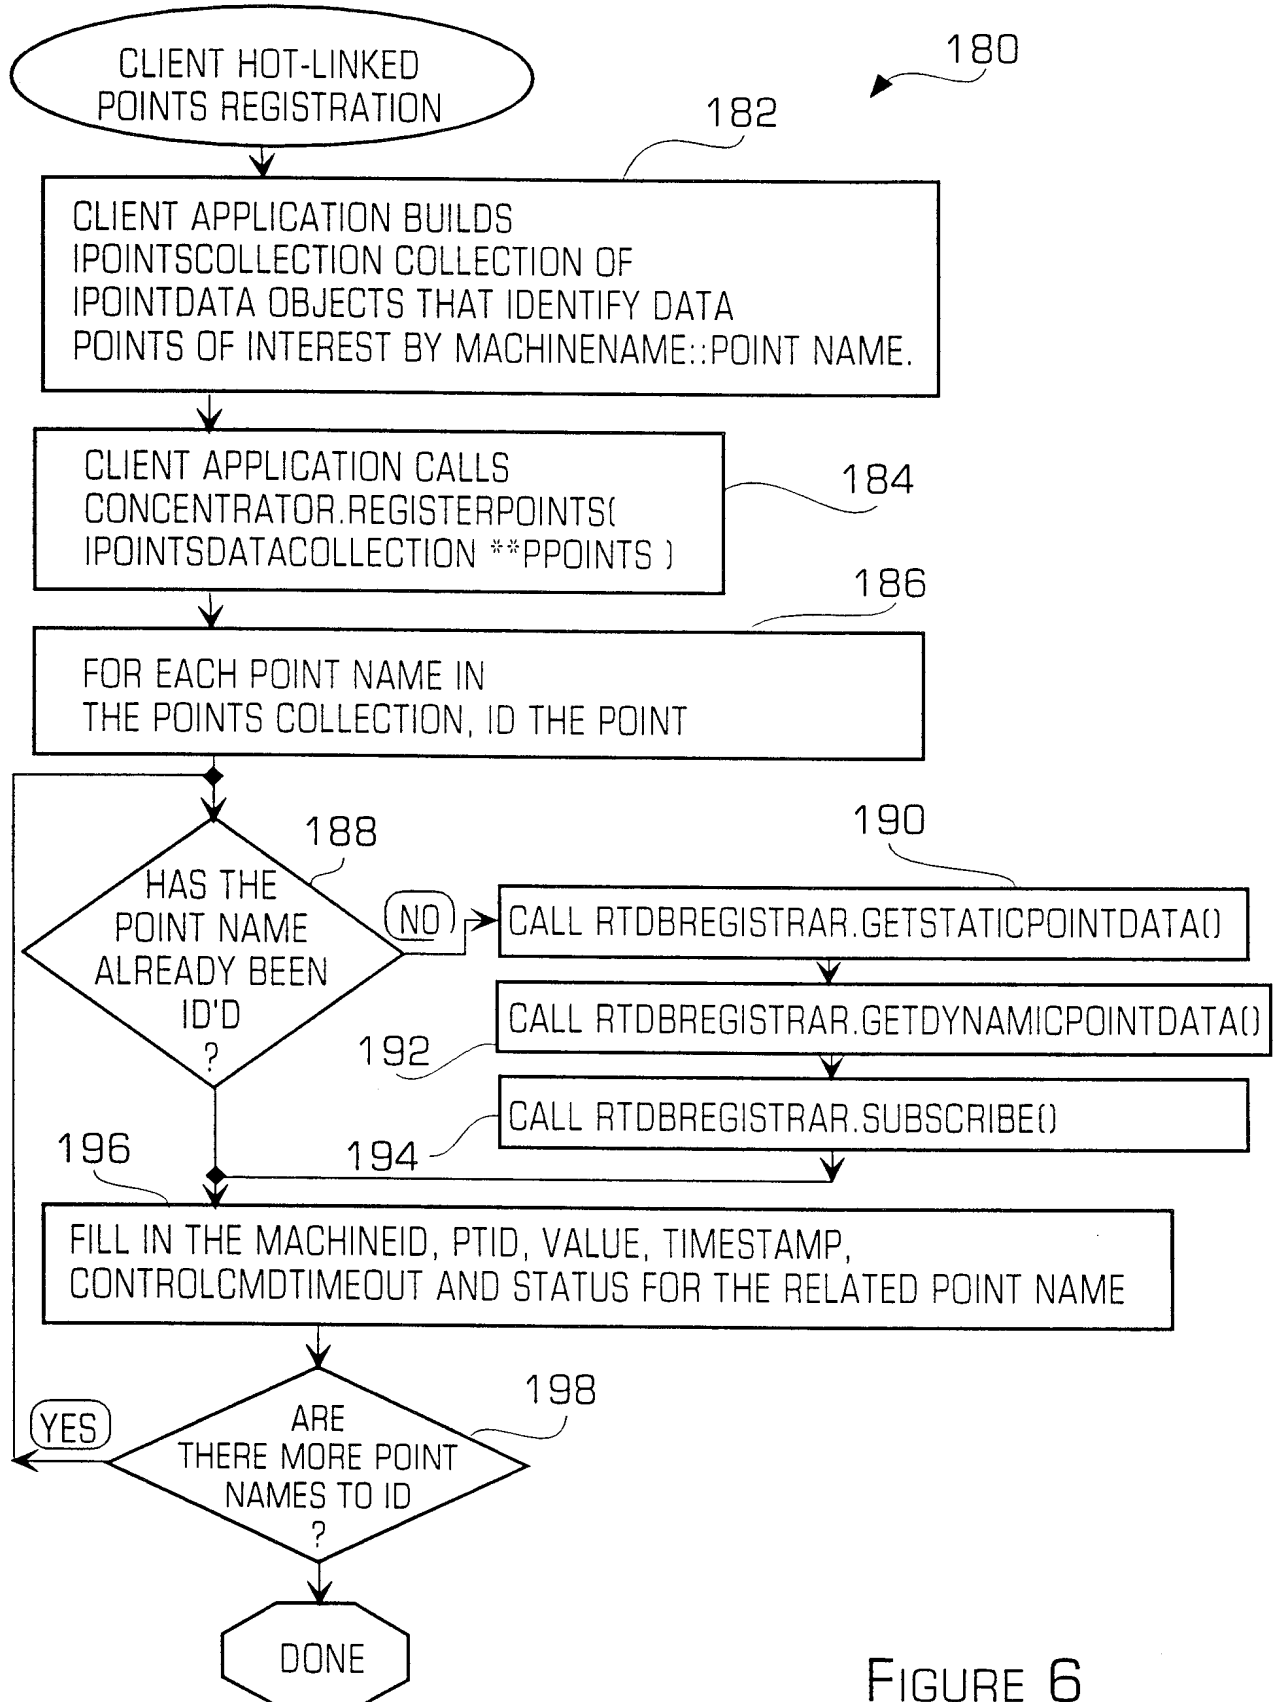 CLIENT HOT-LINKED
POINTS REGISTRATION
180
182
CLIENT APPLICATION BUILDS
IPOINTSCOLLECTION COLLECTION OF
IPOINTDATA OBJECTS THAT IDENTIFY DATA
POINTS OF INTEREST BY MACHINENAME::POINT NAME.
CLIENT APPLICATION CALLS
CONCENTRATOR.REGISTERPOINTS(
IPOINTSDATACOLLECTION **PPOINTS )
184
186
FOR EACH POINT NAME IN
THE POINTS COLLECTION, ID THE POINT
188
HAS THE
POINT NAME
ALREADY BEEN
ID'D
?
NO
190
CALL RTDBREGISTRAR.GETSTATICPOINTDATA()
CALL RTDBREGISTRAR.GETDYNAMICPOINTDATA()
192
CALL RTDBREGISTRAR.SUBSCRIBE()
194
196
FILL IN THE MACHINEID, PTID, VALUE, TIMESTAMP,
CONTROLCMDTIMEOUT AND STATUS FOR THE RELATED POINT NAME
198
YES
ARE
THERE MORE POINT
NAMES TO ID
?
DONE
FIGURE 6